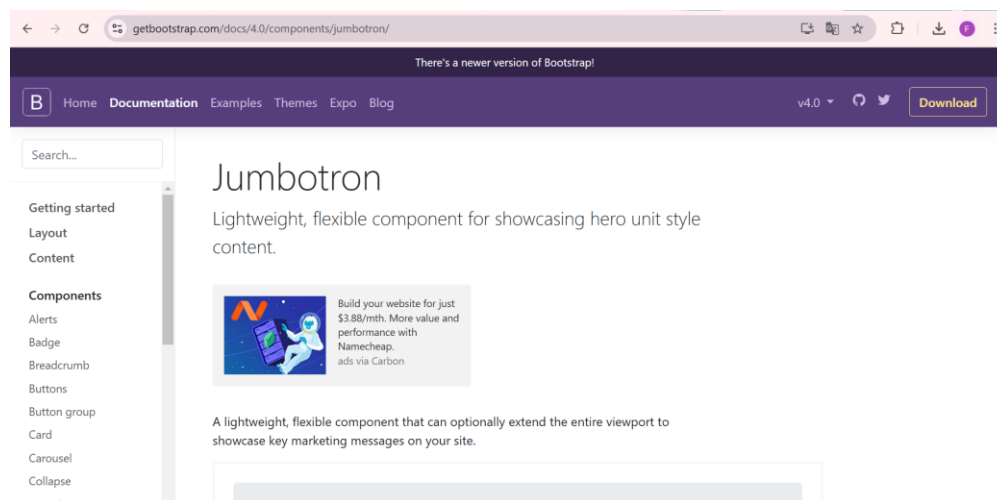 getbootstrap.com/docs/4.0/components/jumbotron/
F
There's a newer version of Bootstrap!
B Home Documentation Examples Themes Expo Blog v4.0 Download
Search...
Getting started
Layout
Content
Components
Alerts
Badge
Breadcrumb
Buttons
Button group
Card
Carousel
Collapse
Jumbotron
Lightweight, flexible component for showcasing hero unit style
content.
Build your website for just
$3.88/mth. More value and
performance with
Namecheap.
ads via Carbon
A lightweight, flexible component that can optionally extend the entire viewport to
showcase key marketing messages on your site.